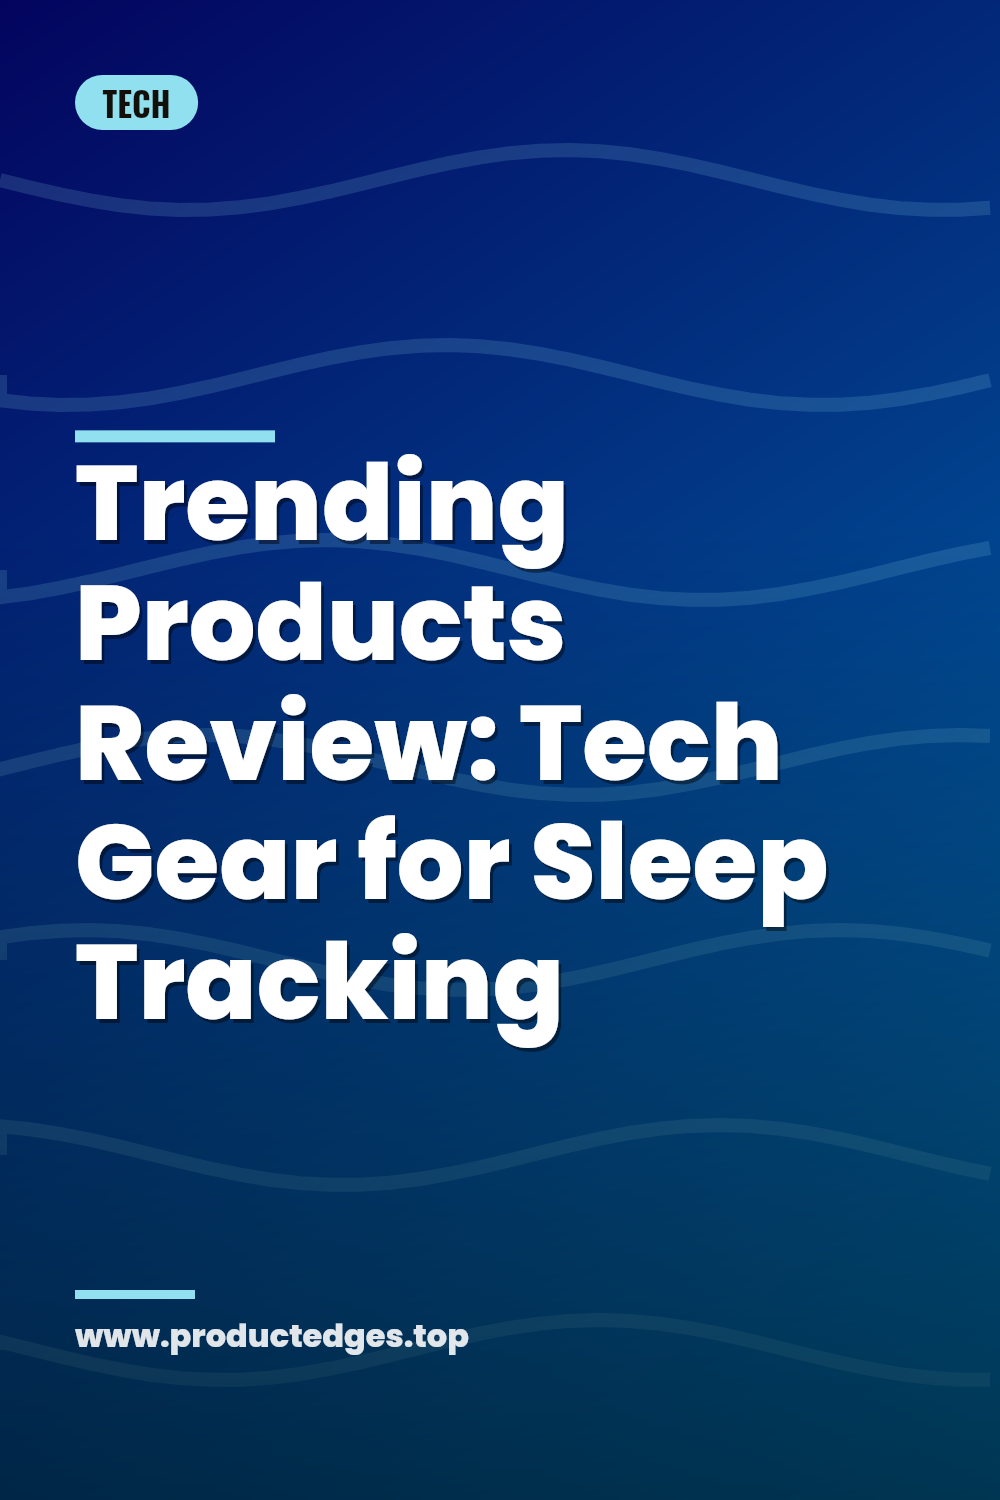 TECH
Trending
Products
Review: Tech
Gear for Sleep
Tracking
www.productedges.top